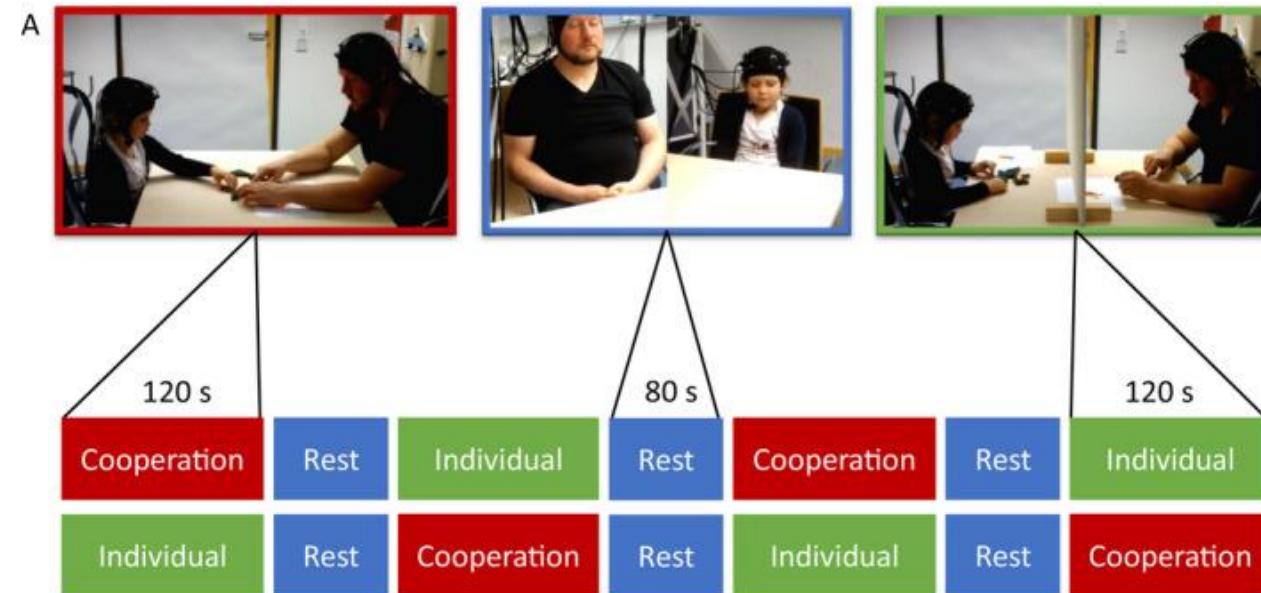 A
120 s 80 s 120 s
Cooperation Rest Individual Rest Cooperation Rest Individual
Individual Rest Cooperation Rest Individual Rest Cooperation